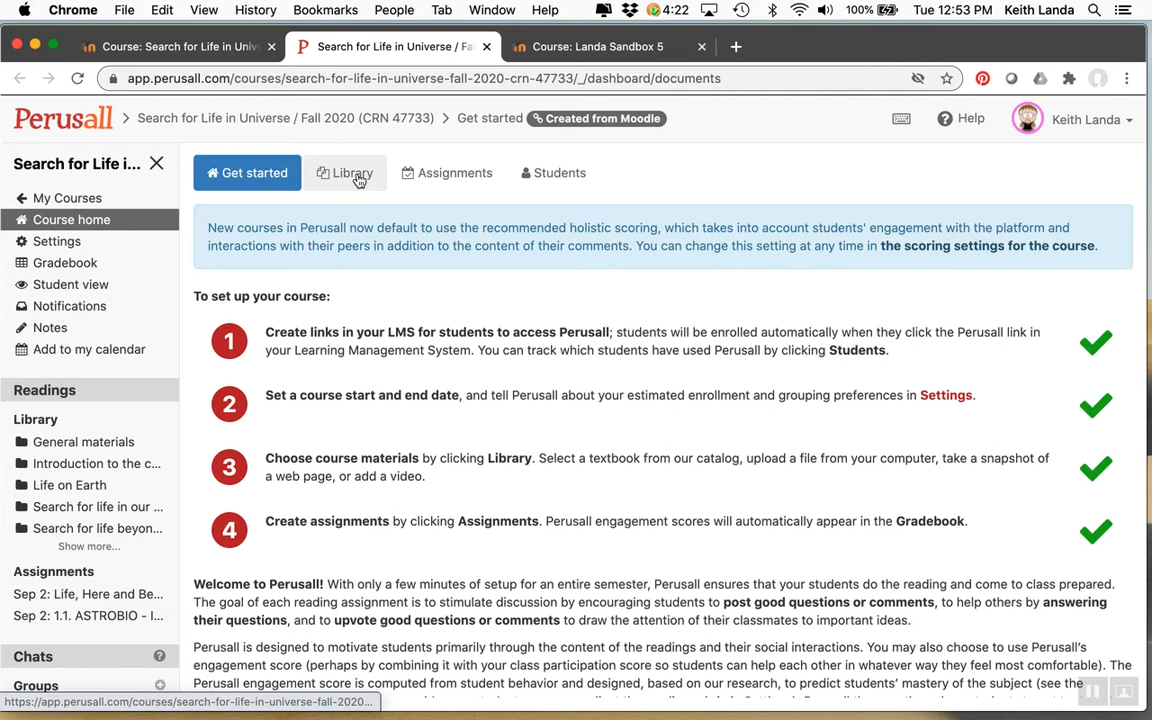 Chrome File Edit View History Bookmarks People Tab Window Help 4:22 100% Tue 12:53 PM Keith Landa
Course: Search for Life in Univ
Search for Life in Universe / Fa
Course: Landa Sandbox 5
app.perusall.com/courses/search-for-life-in-universe-fall-2020-crn-47733/_/dashboard/documents
Perusall Search for Life in Universe / Fall 2020 (CRN 47733) Get started Created from Moodle Help Keith Landa
Search for Life i...
My Courses
Course home
Settings
Gradebook
Student view
Notifications
Notes
Add to my calendar
Readings
Library
General materials
Introduction to the c...
Life on Earth
Search for life in our ...
Search for life beyon...
Show more...
Assignments
Sep 2: Life, Here and Be...
Sep 2: 1.1. ASTROBIO - I...
Chats
Groups
Get started Library Assignments Students
New courses in Perusall now default to use the recommended holistic scoring, which takes into account students' engagement with the platform and
interactions with their peers in addition to the content of their comments. You can change this setting at any time in the scoring settings for the course.
To set up your course:
1 Create links in your LMS for students to access Perusall; students will be enrolled automatically when they click the Perusall link in
your Learning Management System. You can track which students have used Perusall by clicking Students.
2 Set a course start and end date, and tell Perusall about your estimated enrollment and grouping preferences in Settings.
3 Choose course materials by clicking Library. Select a textbook from our catalog, upload a file from your computer, take a snapshot of
a web page, or add a video.
4 Create assignments by clicking Assignments. Perusall engagement scores will automatically appear in the Gradebook.
Welcome to Perusall! With only a few minutes of setup for an entire semester, Perusall ensures that your students do the reading and come to class prepared.
The goal of each reading assignment is to stimulate discussion by encouraging students to post good questions or comments, to help others by answering
their questions, and to upvote good questions or comments to draw the attention of their classmates to important ideas.
Perusall is designed to motivate students primarily through the content of the readings and their social interactions. You may also choose to use Perusall's
engagement score (perhaps by combining it with your class participation score so students can help each other in whatever way they feel most comfortable). The
Perusall engagement score is computed from student behavior and designed, based on our research, to predict students' mastery of the subject (see the
https://app.perusall.com/courses/search-for-life-in-universe-fall-2020...